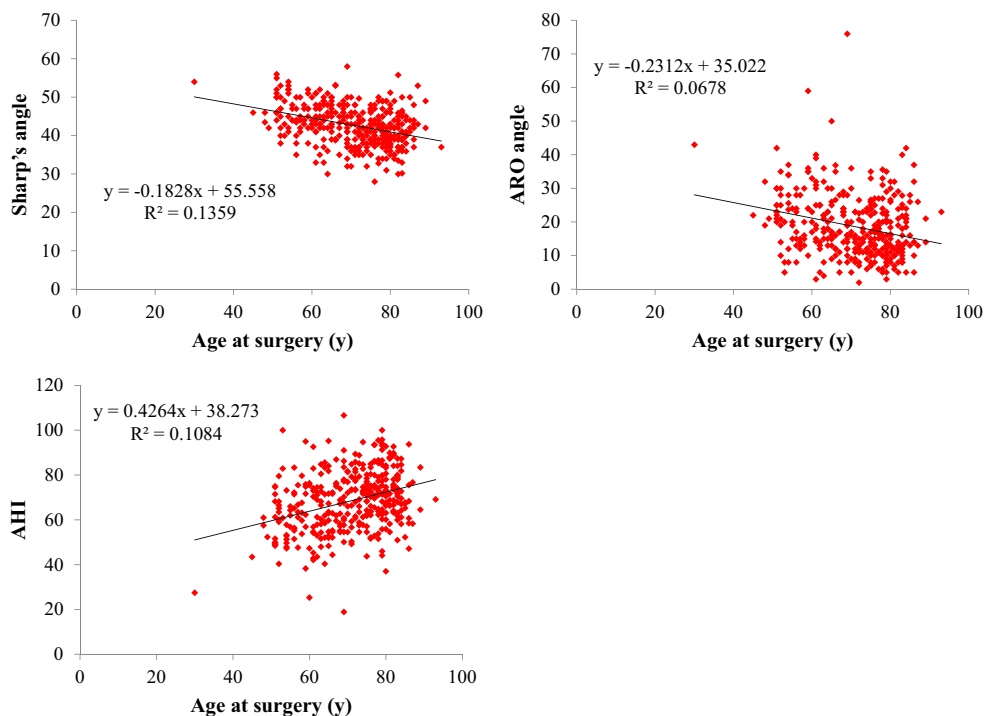 70
60
50
40
30
20
10
0
Sharp's angle
y = -0.1828x + 55.558
R² = 0.1359
0 20 40 60 80 100
Age at surgery (y)
80
70
60
50
40
30
20
10
0
ARO angle
y = -0.2312x + 35.022
R² = 0.0678
0 20 40 60 80 100
Age at surgery (y)
120
100
80
60
40
20
0
AHI
y = 0.4264x + 38.273
R² = 0.1084
0 20 40 60 80 100
Age at surgery (y)